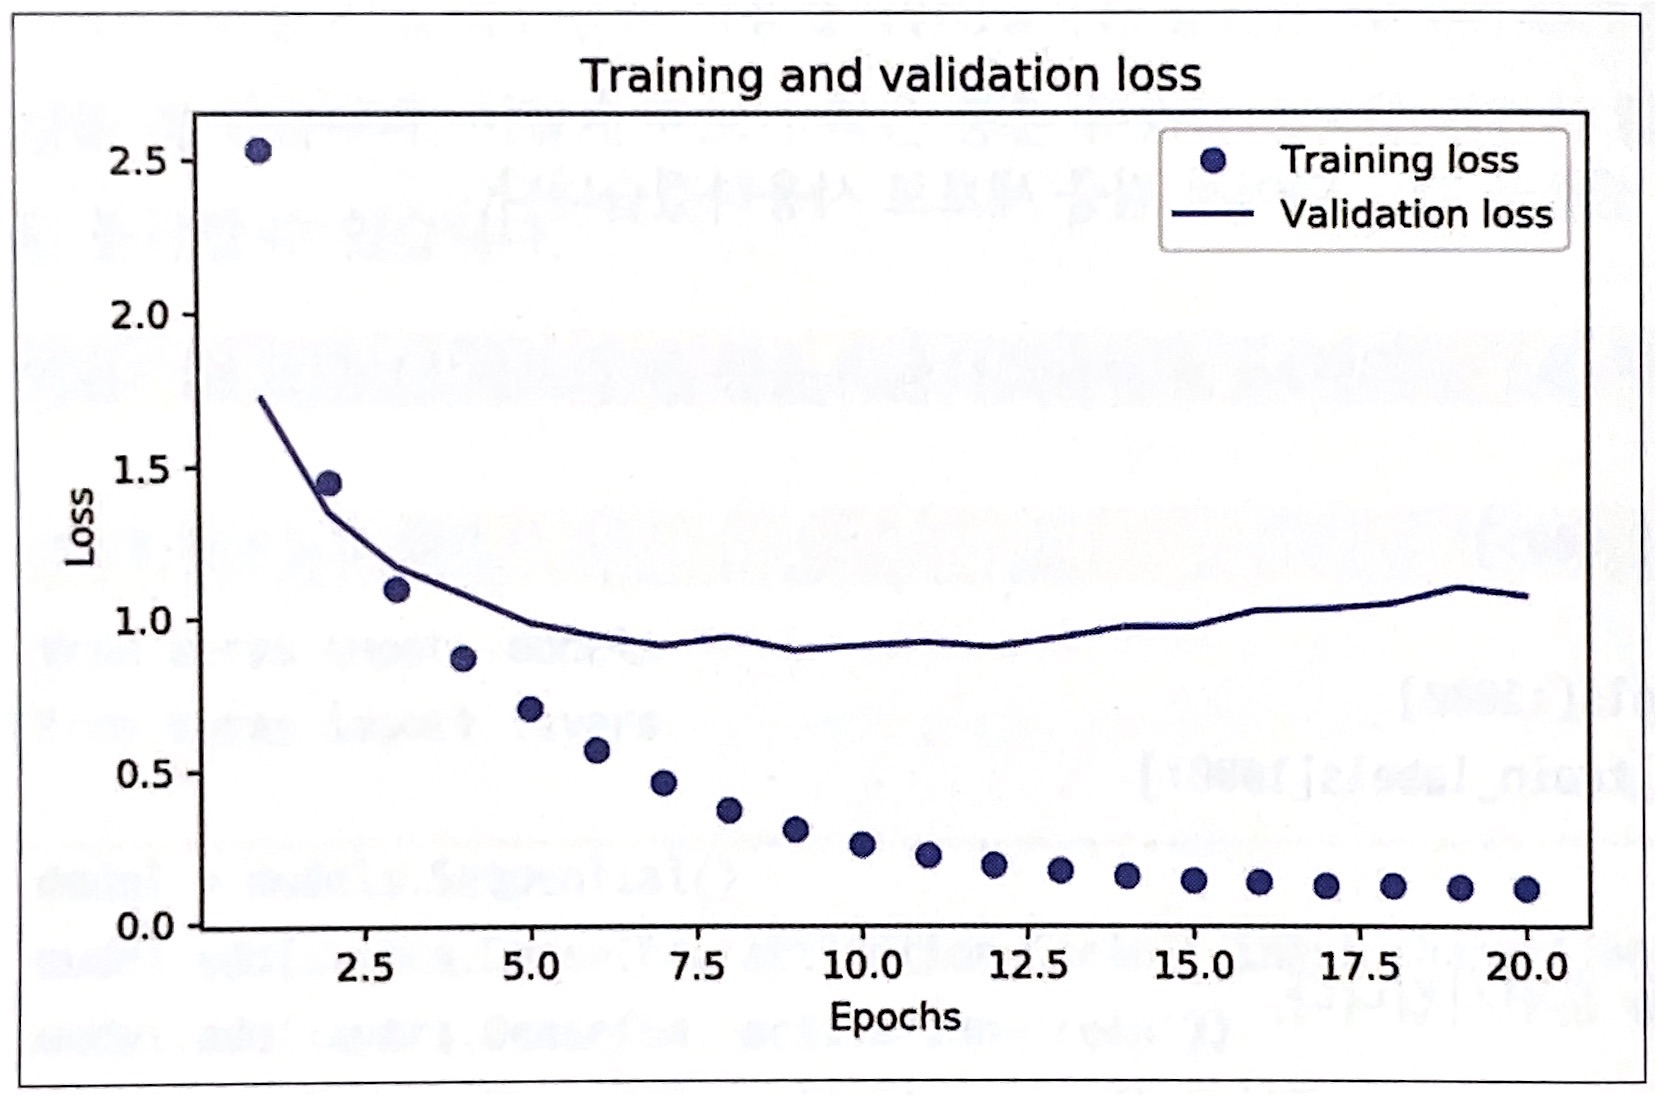 Training and validation loss
Training loss
Validation loss
Loss
2.5
2.0
1.5
1.0
0.5
0.0
2.5 5.0 7.5 10.0 12.5 15.0 17.5 20.0
Epochs